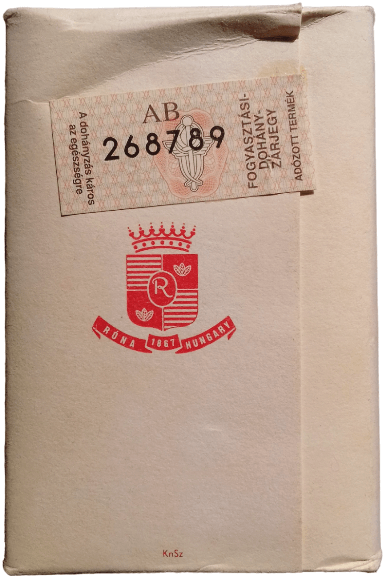 AB
268789
A dohányzás káros
az egészségre
FOGYASZTÁSI-
DOHÁNY-
ZÁRJEGY
ADÓZOTT TERMÉK
R
RÓNA 1867 HUNGARY
KnSz